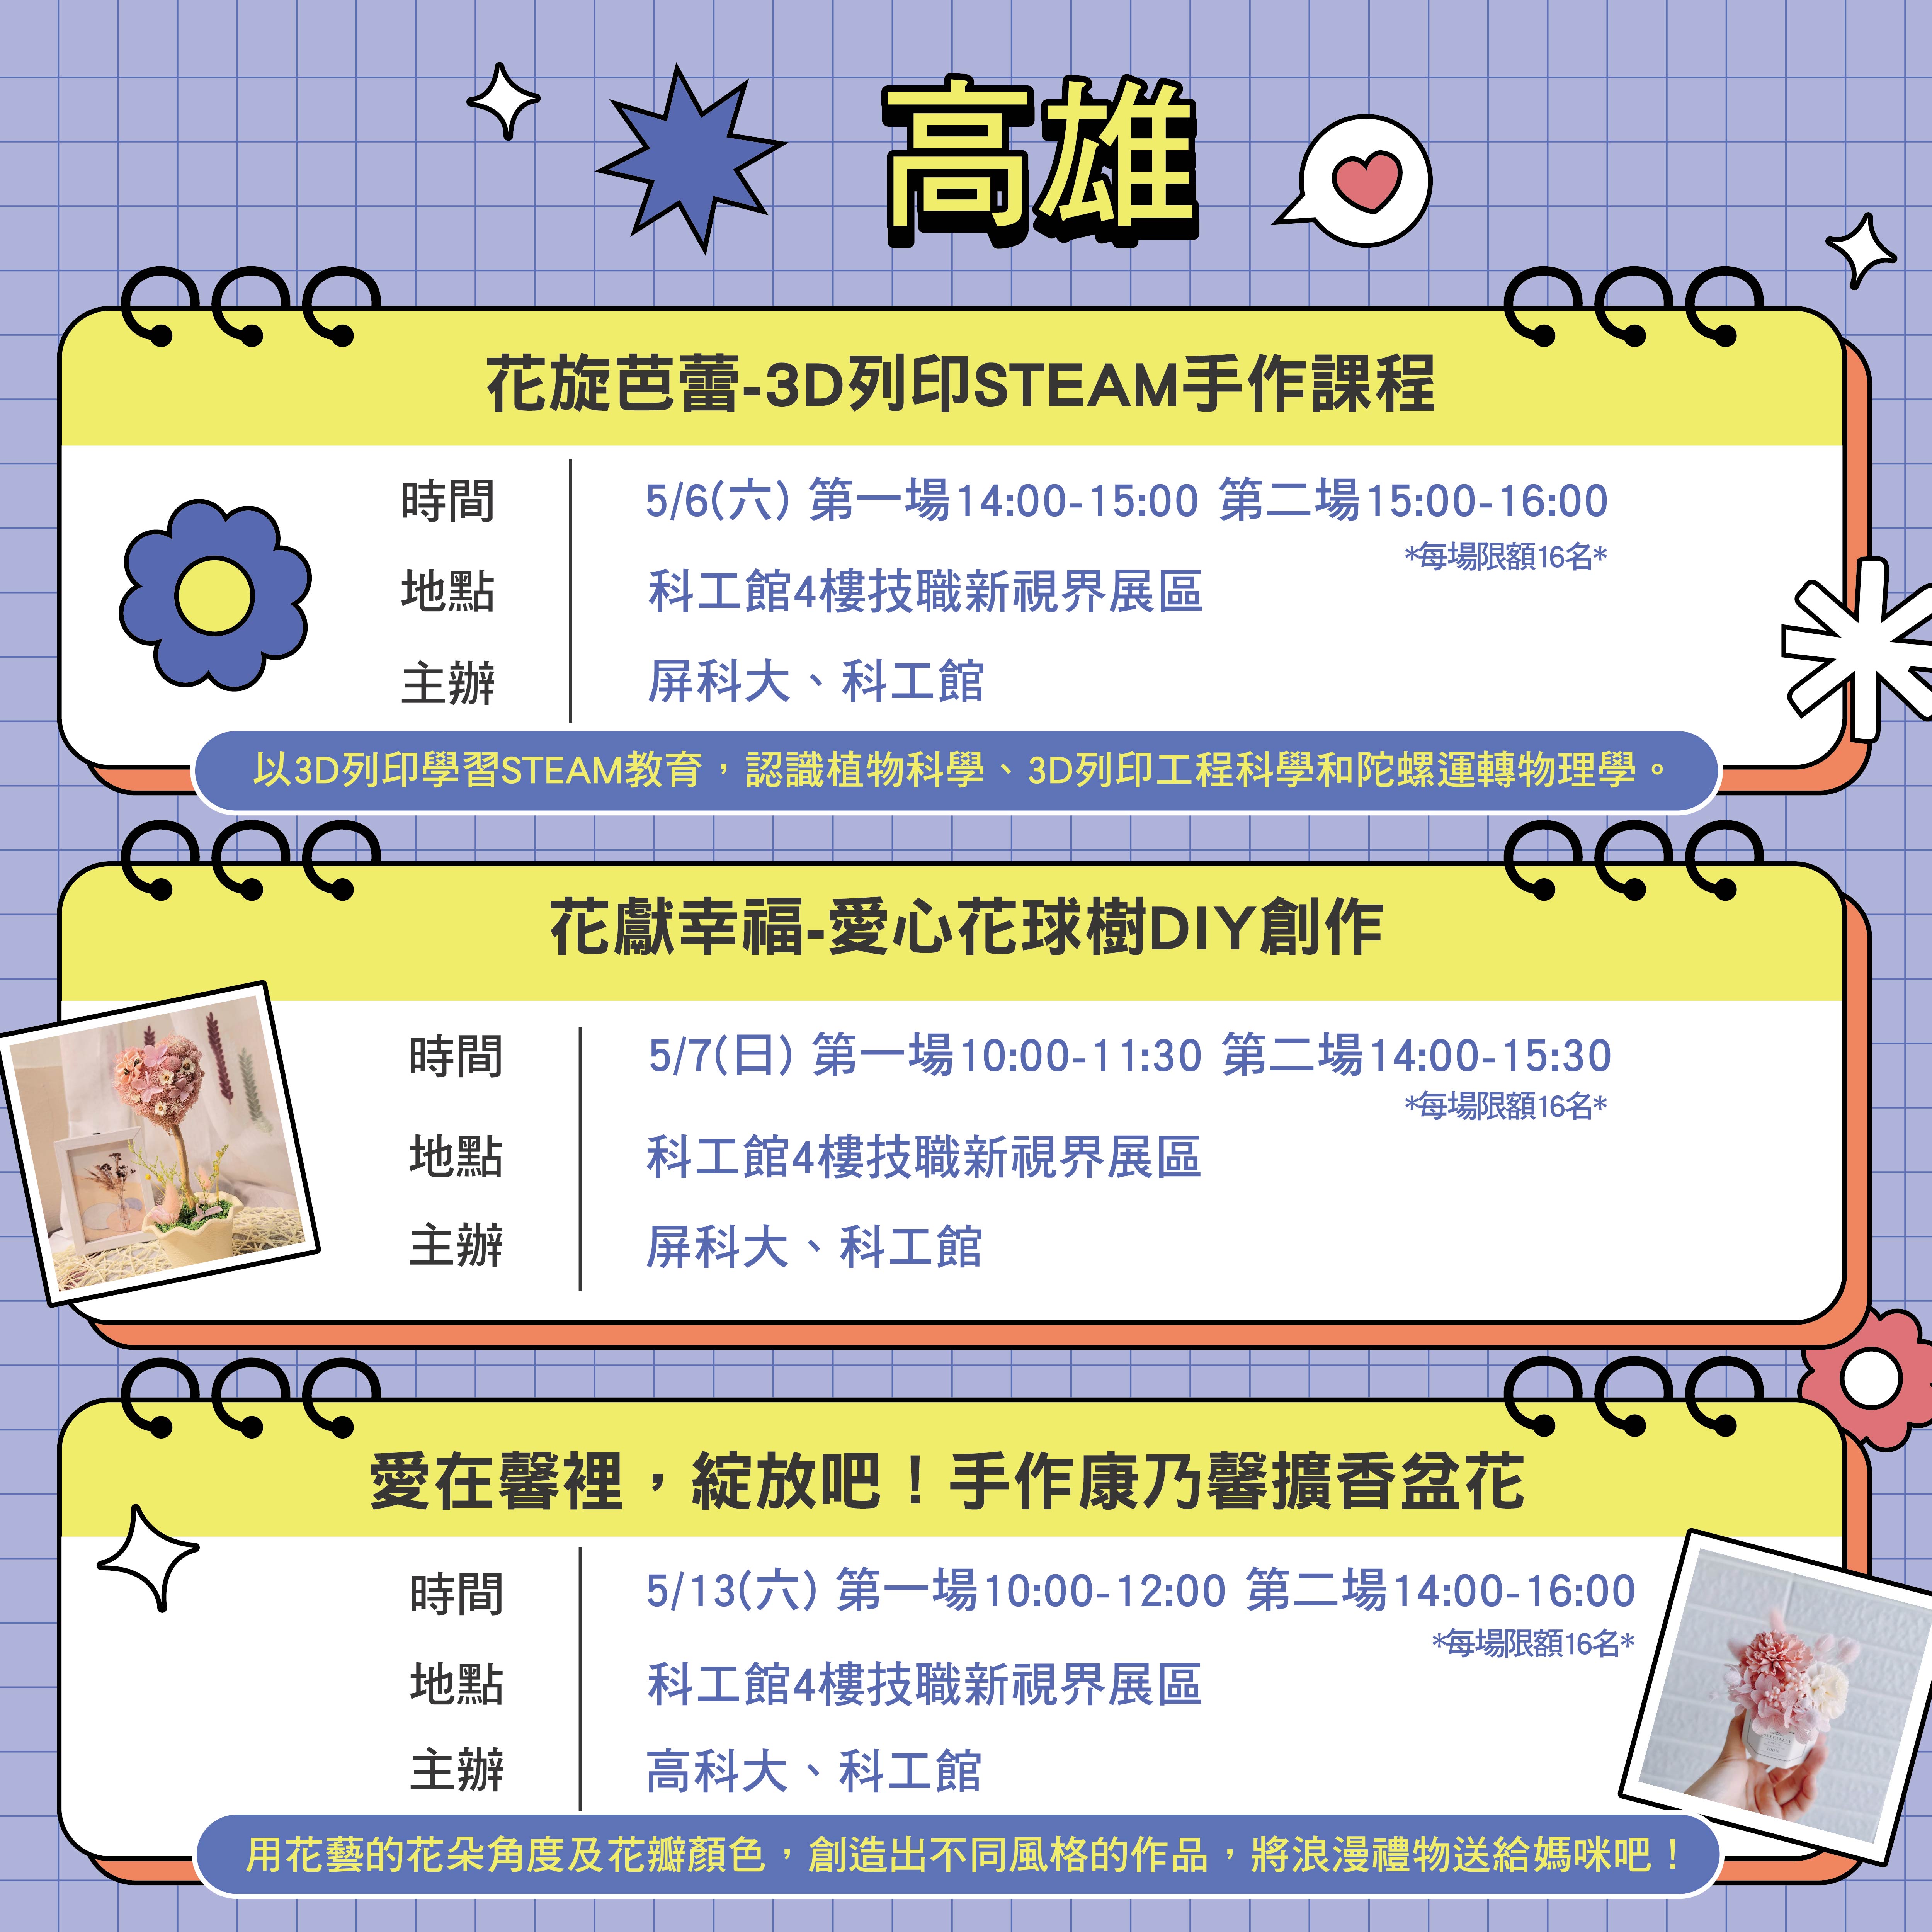 高雄
花旋芭蕾-3D列印STEAM手作課程
時間
5/6(六) 第一場14:00-15:00 第二場15:00-16:00
*每場限額16名*
地點
科工館4樓技職新視界展區
主辦
屏科大、科工館
以3D列印學習STEAM教育，認識植物科學、3D列印工程科學和陀螺運轉物理學。
花獻幸福-愛心花球樹DIY創作
時間
5/7(日) 第一場10:00-11:30 第二場14:00-15:30
*每場限額16名*
地點
科工館4樓技職新視界展區
主辦
屏科大、科工館
愛在馨裡，綻放吧！手作康乃馨擴香盆花
時間
5/13(六) 第一場10:00-12:00 第二場14:00-16:00
*每場限額16名*
地點
科工館4樓技職新視界展區
主辦
高科大、科工館
用花藝的花朵角度及花瓣顏色，創造出不同風格的作品，將浪漫禮物送給媽咪吧！